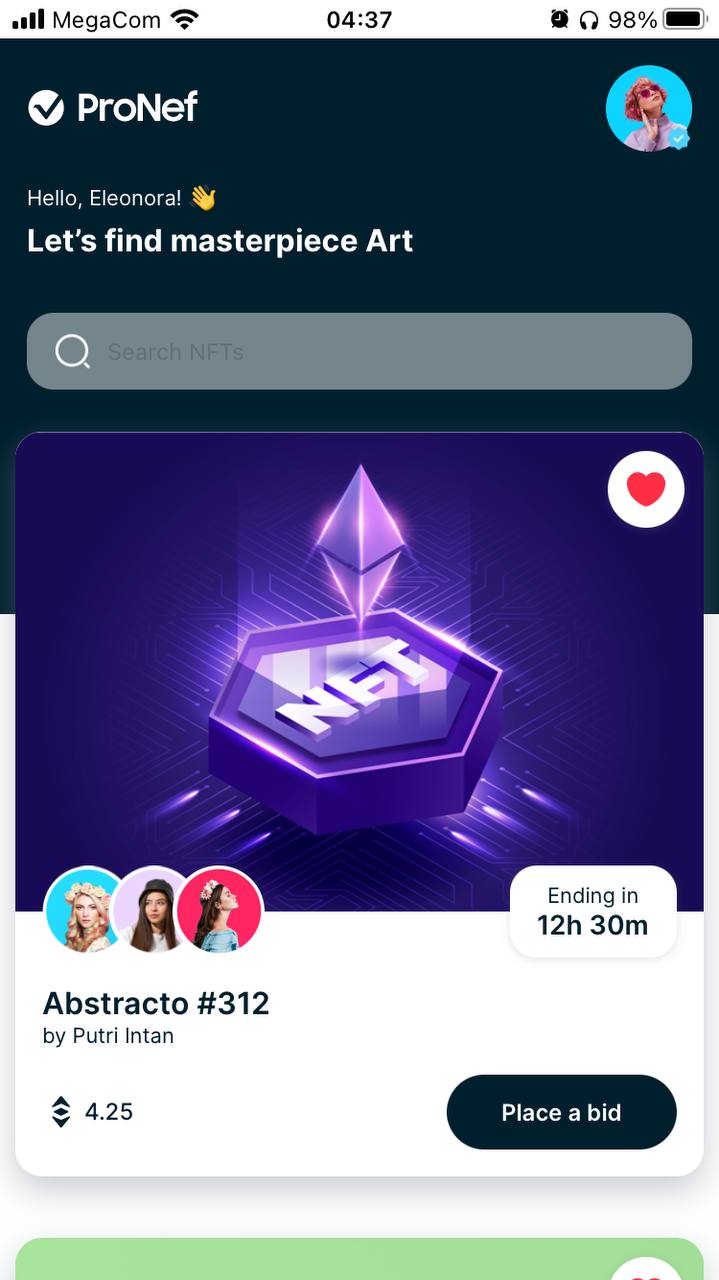 MegaCom 04:37 98%
ProNef
Hello, Eleonora! 👋
Let’s find masterpiece Art
Search NFTs
NFT
Ending in
12h 30m
Abstracto #312
by Putri Intan
4.25
Place a bid